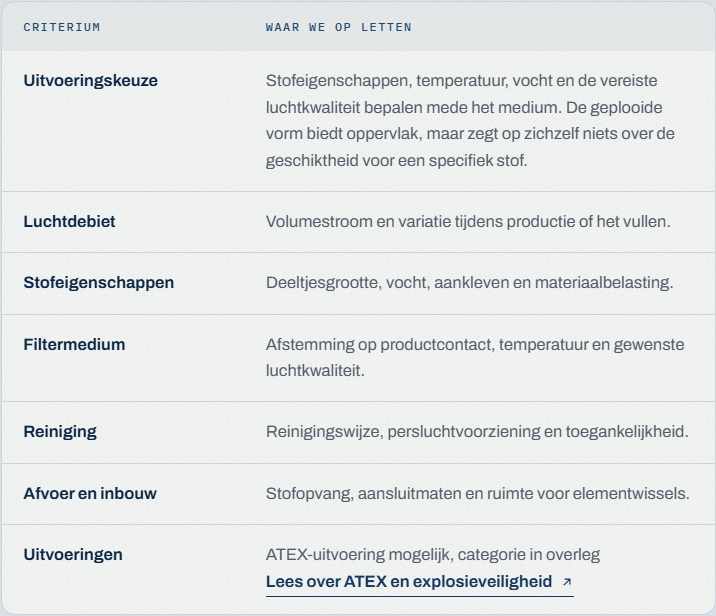 CRITERIUM WAAR WE OP LETTEN
Uitvoeringskeuze Stofeigenschappen, temperatuur, vocht en de vereiste
luchtkwaliteit bepalen mede het medium. De geplooide
vorm biedt oppervlak, maar zegt op zichzelf niets over de
geschiktheid voor een specifiek stof.
Luchtdebiet Volumestroom en variatie tijdens productie of het vullen.
Stofeigenschappen Deeltjesgrootte, vocht, aankleven en materiaalbelasting.
Filtermedium Afstemming op productcontact, temperatuur en gewenste
luchtkwaliteit.
Reiniging Reinigingswijze, persluchtvoorziening en toegankelijkheid.
Afvoer en inbouw Stofopvang, aansluitmaten en ruimte voor elementwissels.
Uitvoeringen ATEX-uitvoering mogelijk, categorie in overleg
Lees over ATEX en explosieveiligheid ↗